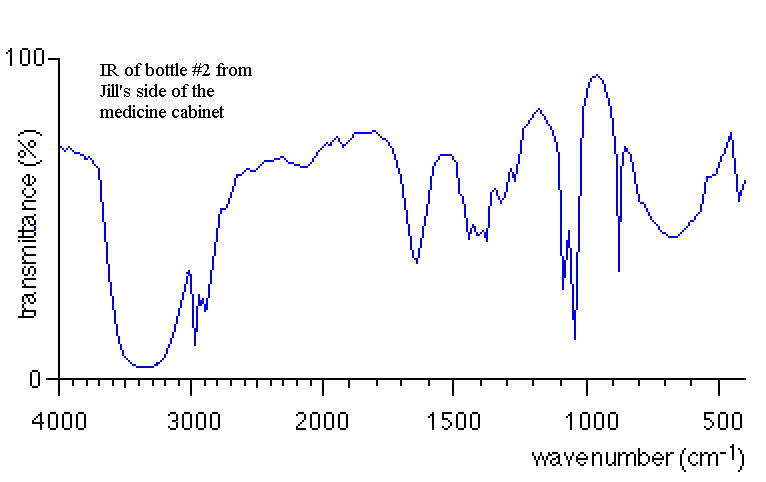 100
IR of bottle #2 from
Jill's side of the
medicine cabinet
transmittance (%)
0
4000 3000 2000 1500 1000 500
wavenumber (cm-1)